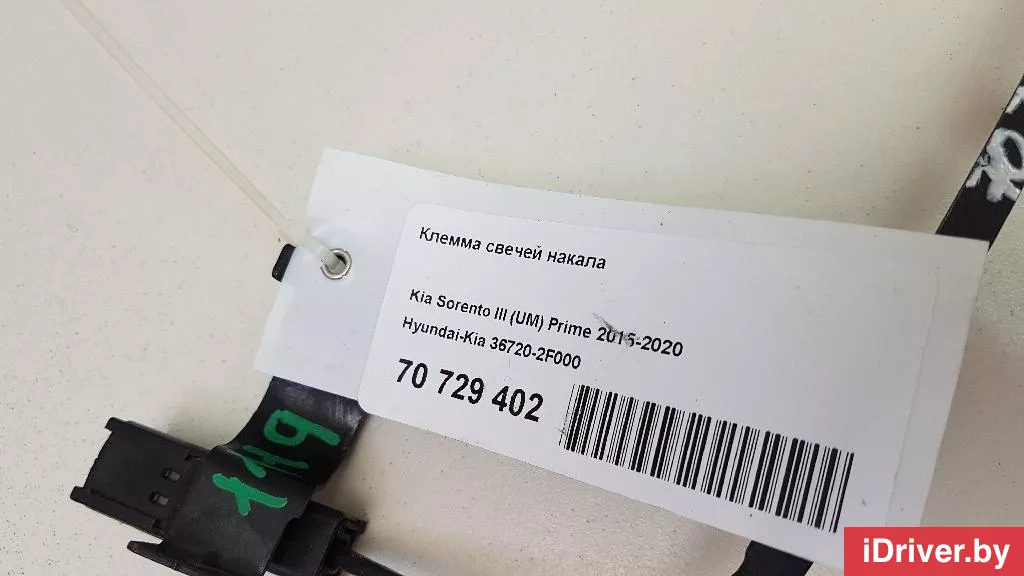 Клемма свечей накала
Kia Sorento III (UM) Prime 2015-2020
Hyundai-Kia 36720-2F000
70 729 402
iDriver.by